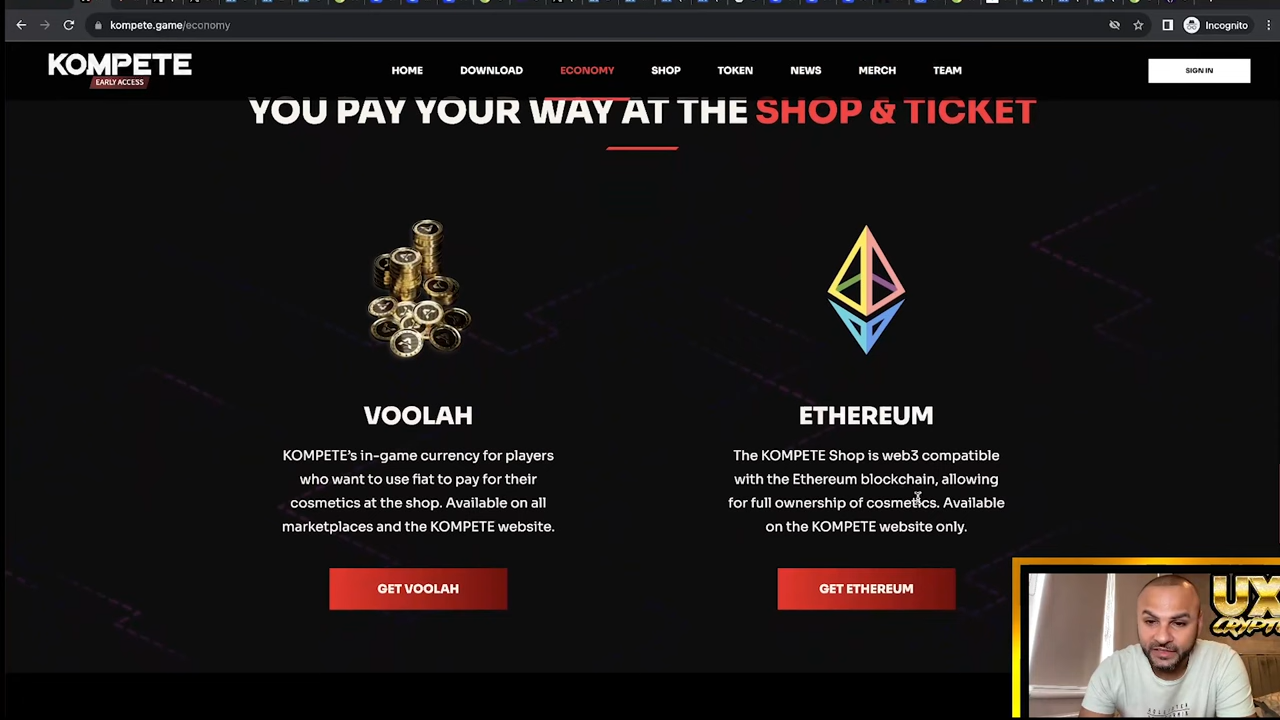 kompete.game/economy
Incognito
KOMPETE
EARLY ACCESS
HOME
DOWNLOAD
ECONOMY
SHOP
TOKEN
NEWS
MERCH
TEAM
SIGN IN
YOU PAY YOUR WAY AT THE SHOP & TICKET
VOOLAH
KOMPETE's in-game currency for players
who want to use fiat to pay for their
cosmetics at the shop. Available on all
marketplaces and the KOMPETE website.
GET VOOLAH
ETHEREUM
The KOMPETE Shop is web3 compatible
with the Ethereum blockchain, allowing
for full ownership of cosmetics. Available
on the KOMPETE website only.
GET ETHEREUM
UX
CRYPTO